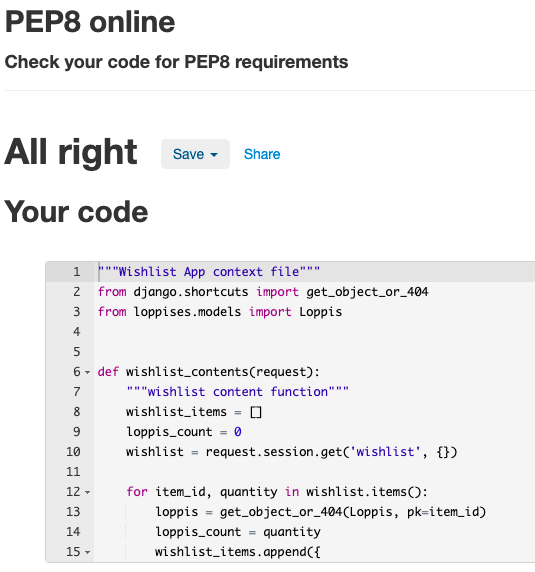 PEP8 online
Check your code for PEP8 requirements
All right Save Share
Your code
1 """Wishlist App context file"""
2 from django.shortcuts import get_object_or_404
3 from loppises.models import Loppis
4
5
6 def wishlist_contents(request):
7 """wishlist content function"""
8 wishlist_items = []
9 loppis_count = 0
10 wishlist = request.session.get('wishlist', {})
11
12 for item_id, quantity in wishlist.items():
13 loppis = get_object_or_404(Loppis, pk=item_id)
14 loppis_count = quantity
15 wishlist_items.append({